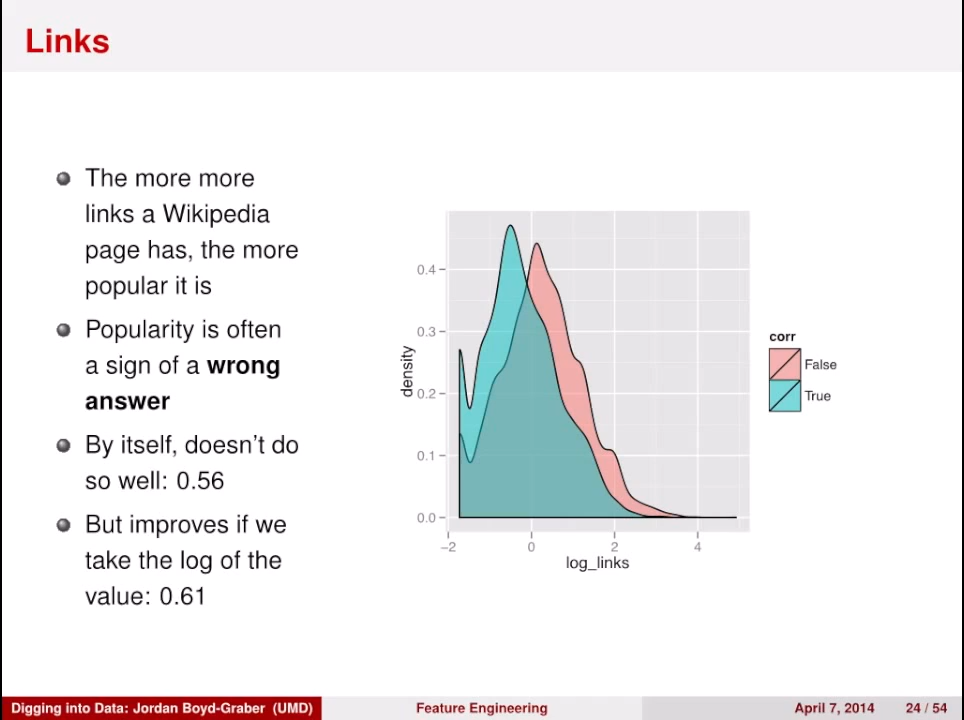 Links
The more more
links a Wikipedia
page has, the more
popular it is
Popularity is often
a sign of a wrong
answer
By itself, doesn't do
so well: 0.56
But improves if we
take the log of the
value: 0.61
density
0.4
0.3
0.2
0.1
0.0
−2 0 2 4
log_links
corr
False
True
Digging into Data: Jordan Boyd-Graber (UMD) Feature Engineering April 7, 2014 24 / 54